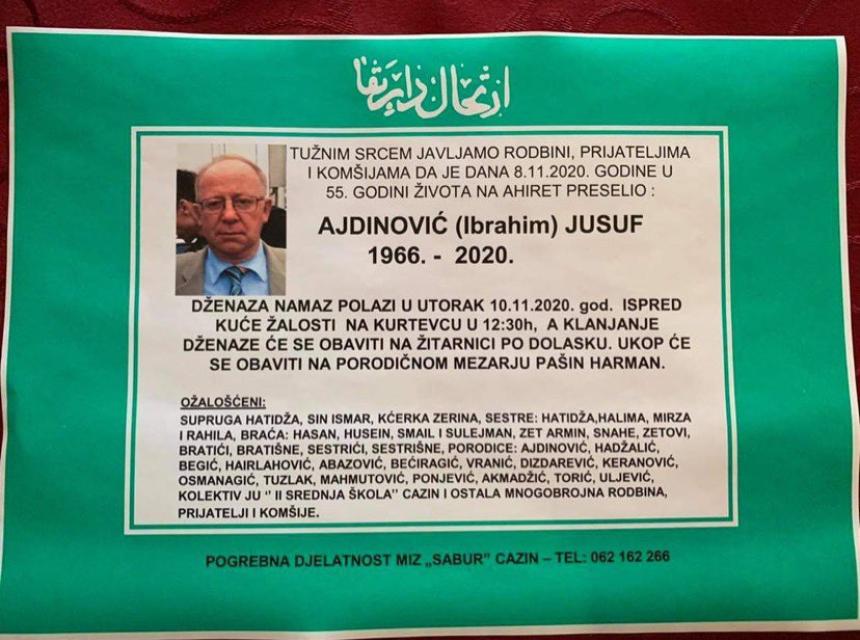 ارتحال دار بقا
TUŽNIM SRCEM JAVLJAMO RODBINI, PRIJATELJIMA
I KOMŠIJAMA DA JE DANA 8.11.2020. GODINE U
55. GODINI ŽIVOTA NA AHIRET PRESELIO :
AJDINOVIĆ (Ibrahim) JUSUF
1966. - 2020.
DŽENAZA NAMAZ POLAZI U UTORAK 10.11.2020. god. ISPRED
KUĆE ŽALOSTI NA KURTEVCU U 12:30h, A KLANJANJE
DŽENAZE ĆE SE OBAVITI NA ŽITARNICI PO DOLASKU. UKOP ĆE
SE OBAVITI NA PORODIČNOM MEZARJU PAŠIN HARMAN.
OŽALOŠĆENI:
SUPRUGA HATIDŽA, SIN ISMAR, KĆERKA ZERINA, SESTRE: HATIDŽA,HALIMA, MIRZA
I RAHILA, BRAĆA: HASAN, HUSEIN, SMAIL I SULEJMAN, ZET ARMIN, SNAHE, ZETOVI,
BRATIĆI, BRATIŠNE, SESTRIĆI, SESTRIŠNE, PORODICE: AJDINOVIĆ, HADŽALIĆ,
BEGIĆ, HAIRLAHOVIĆ, ABAZOVIĆ, BEĆIRAGIĆ, VRANIĆ, DIZDAREVIĆ, KERANOVIĆ,
OSMANAGIĆ, TUZLAK, MAHMUTOVIĆ, PONJEVIĆ, AKMADŽIĆ, TORIĆ, ULJEVIĆ,
KOLEKTIV JU ‘’ II SREDNJA ŠKOLA’’ CAZIN I OSTALA MNOGOBROJNA RODBINA,
PRIJATELJI I KOMŠIJE.
POGREBNA DJELATNOST MIZ „SABUR” CAZIN – TEL: 062 162 266